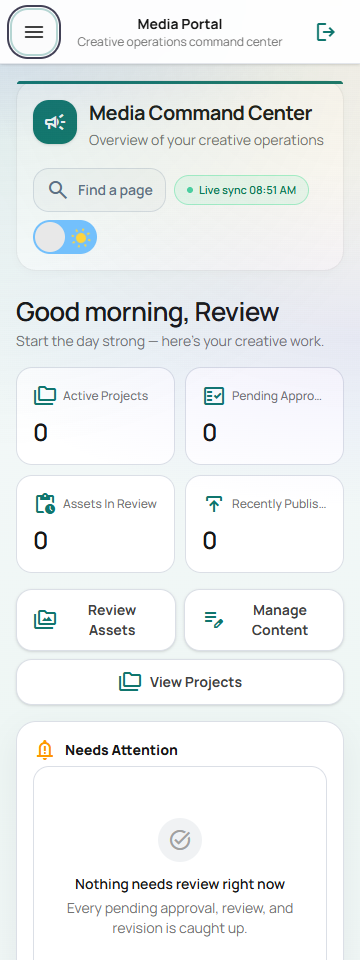 Media Portal
Creative operations command center
Media Command Center
Overview of your creative operations
Find a page
Live sync 08:51 AM
Good morning, Review
Start the day strong — here's your creative work.
Active Projects
0
Pending Appro...
0
Assets In Review
0
Recently Publis...
0
Review
Assets
Manage
Content
View Projects
Needs Attention
Nothing needs review right now
Every pending approval, review, and
revision is caught up.